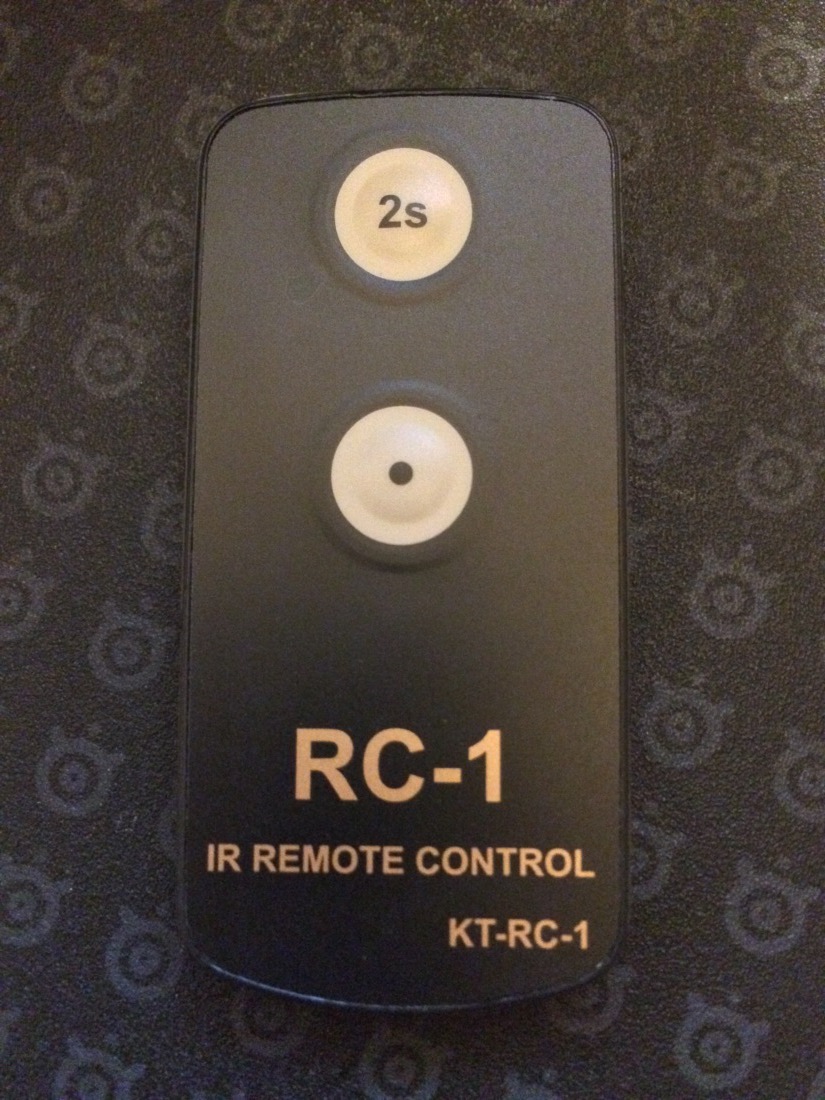 2s
RC-1
IR REMOTE CONTROL
KT-RC-1